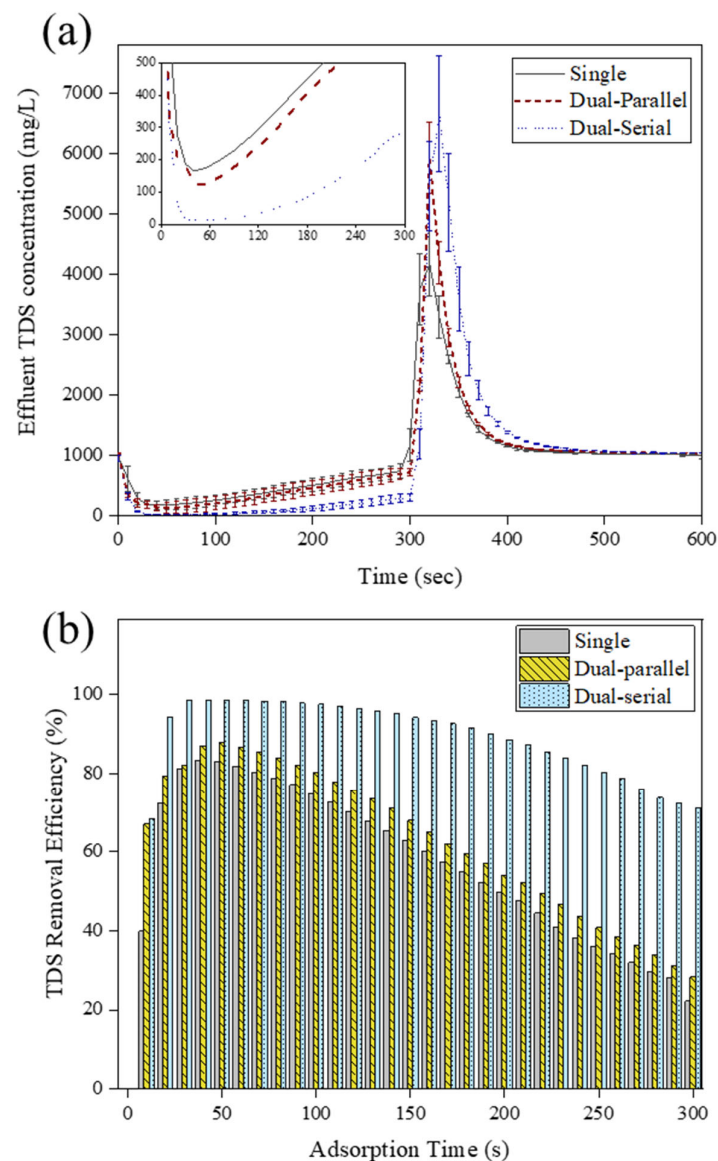 (a)
Effluent TDS concentration (mg/L)
7000
6000
5000
4000
3000
2000
1000
0
500
400
300
200
100
0
0 60 120 180 240 300
Single
Dual-Parallel
Dual-Serial
0 100 200 300 400 500 600
Time (sec)
(b)
TDS Removal Efficiency (%)
100
80
60
40
20
0
Single
Dual-parallel
Dual-serial
0 50 100 150 200 250 300
Adsorption Time (s)